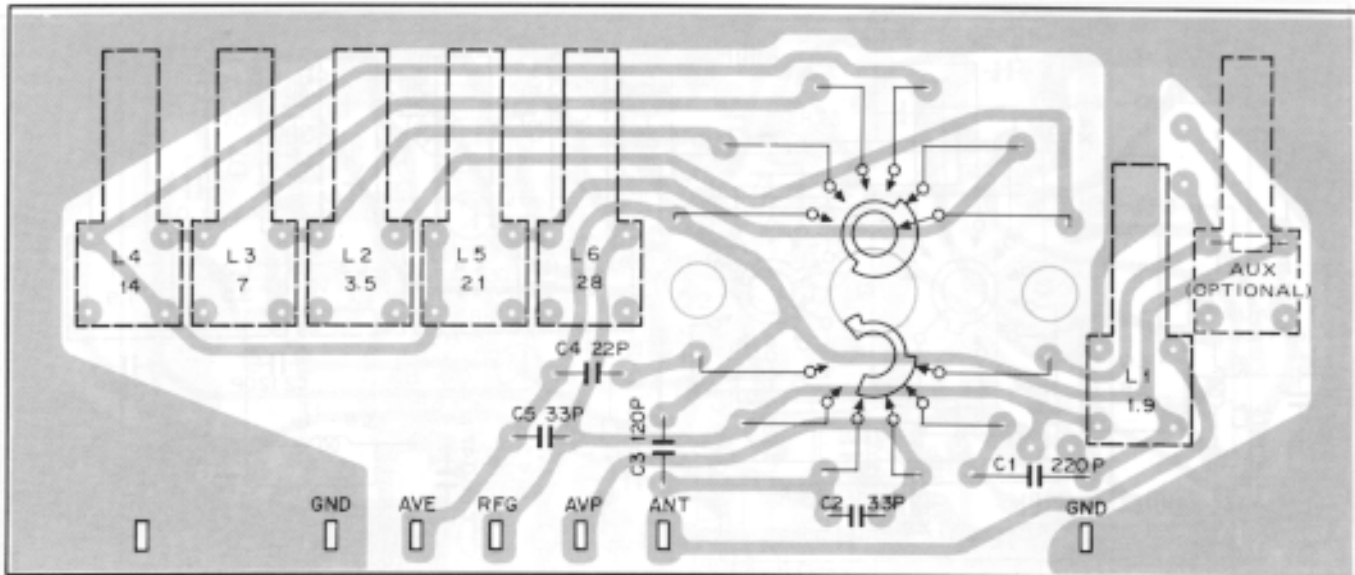 L4
14
L3
7
L2
3.5
L5
21
L6
28
AUX
(OPTIONAL)
L1
1.9
C4 22P
C5 33P
C3 120P
C1 220P
C2 33P
GND
AVE
RFG
AVP
ANT
GND